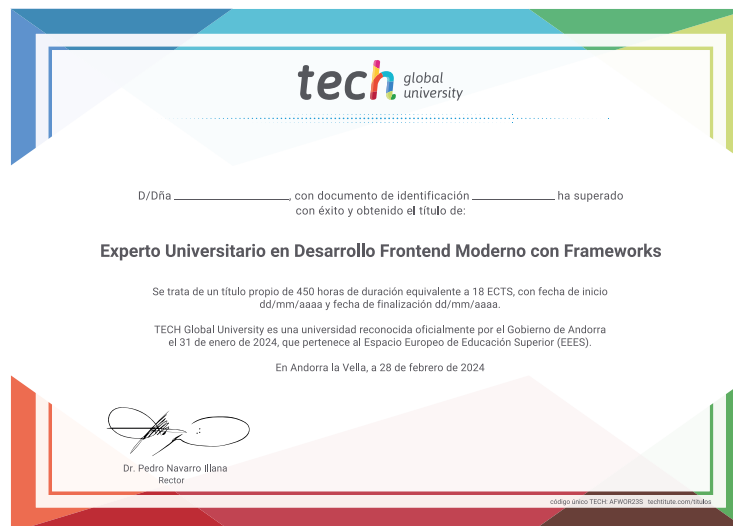 tech global university
D/Dña ____________________, con documento de identificación ______________ ha superado
con éxito y obtenido el título de:
Experto Universitario en Desarrollo Frontend Moderno con Frameworks
Se trata de un título propio de 450 horas de duración equivalente a 18 ECTS, con fecha de inicio
dd/mm/aaaa y fecha de finalización dd/mm/aaaa.
TECH Global University es una universidad reconocida oficialmente por el Gobierno de Andorra
el 31 de enero de 2024, que pertenece al Espacio Europeo de Educación Superior (EEES).
En Andorra la Vella, a 28 de febrero de 2024
Dr. Pedro Navarro Illana
Rector
código único TECH: AFWOR23S techtitute.com/titulos